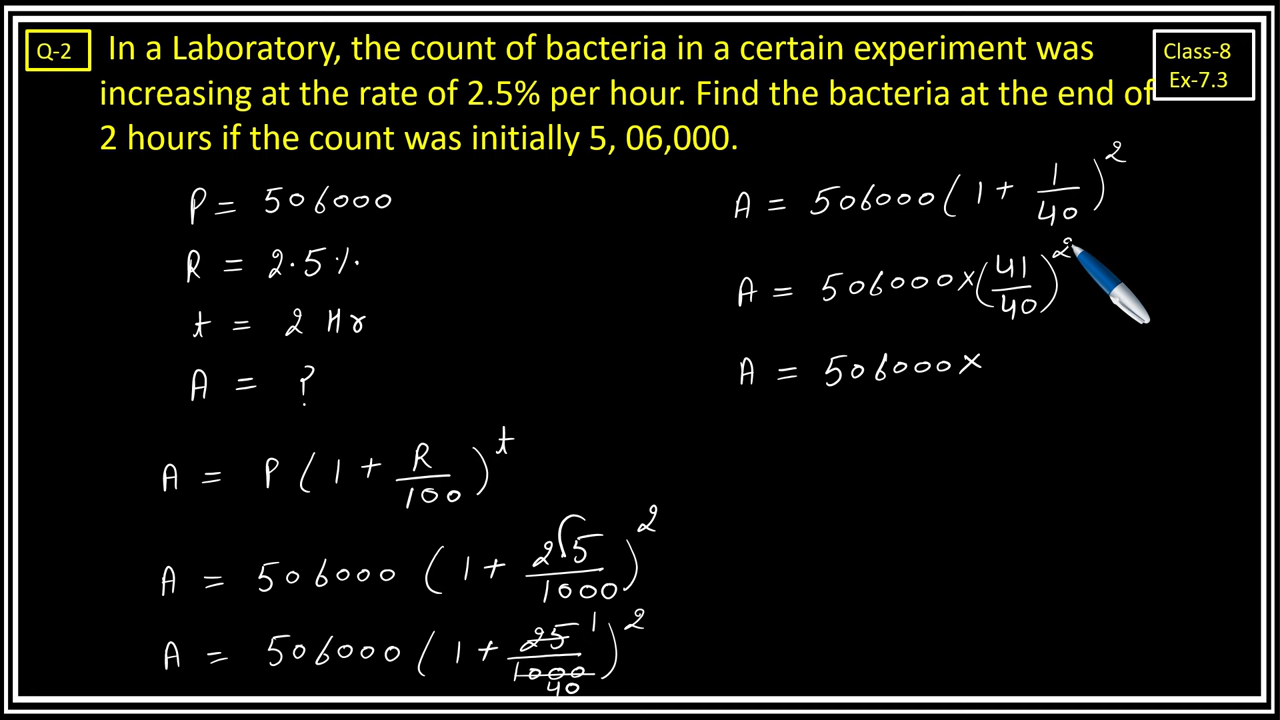 Q-2
In a Laboratory, the count of bacteria in a certain experiment was
increasing at the rate of 2.5% per hour. Find the bacteria at the end of
2 hours if the count was initially 5, 06,000.
Class-8
Ex-7.3
P = 506000
R = 2.5%
t = 2 Hr
A = ?
A = P(1 + R/100)^t
A = 506000 (1 + 25/1000)^2
A = 506000 (1 + 25/1000)^2
1
40
A = 506000 (1 + 1/40)^2
A = 506000 × (41/40)^2
A = 506000 ×